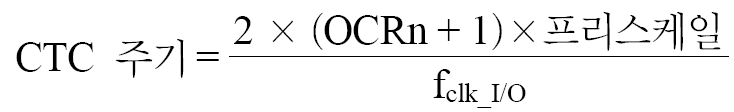 CTC 주기 = 2 × (OCRn + 1) × 프리스케일 / f_clk_I/O